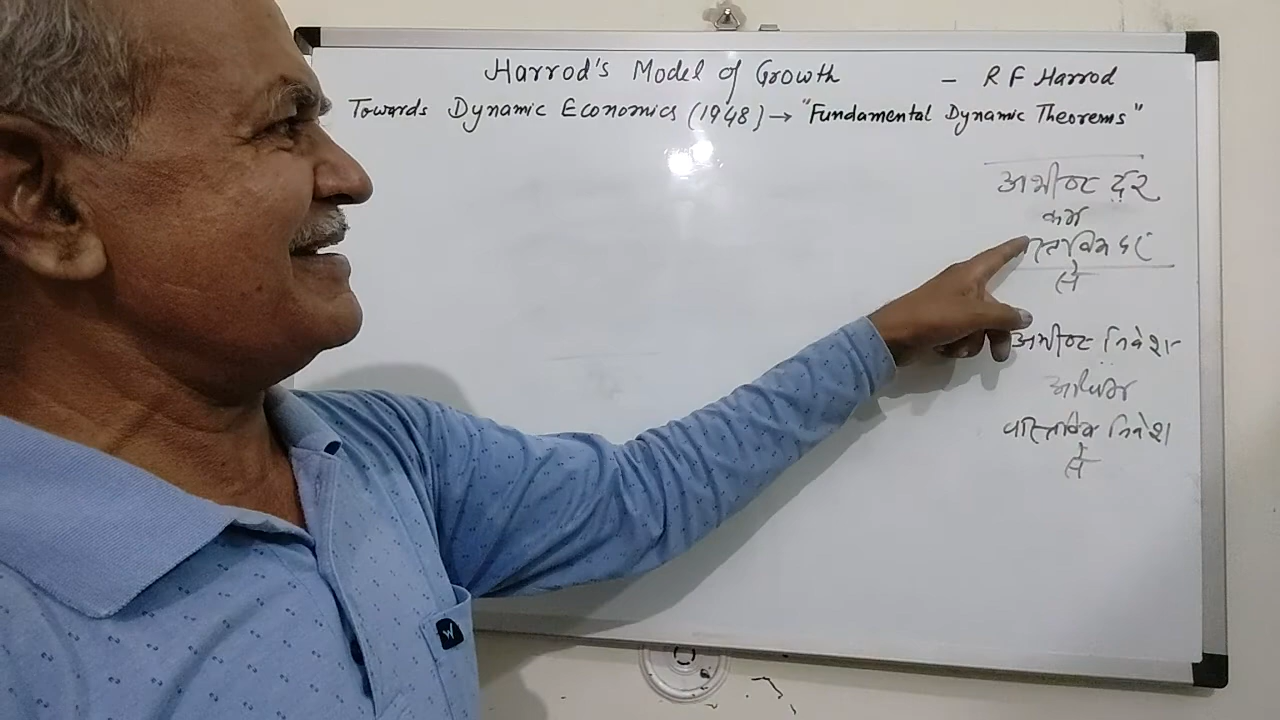 Harrod's Model of Growth - R F Harrod
Towards Dynamic Economics (1948) → "Fundamental Dynamic Theorems"
अभीष्ट दर
कम
वास्तविक दर
से
अभीष्ट निवेश
अधिक
वास्तविक निवेश
से
W